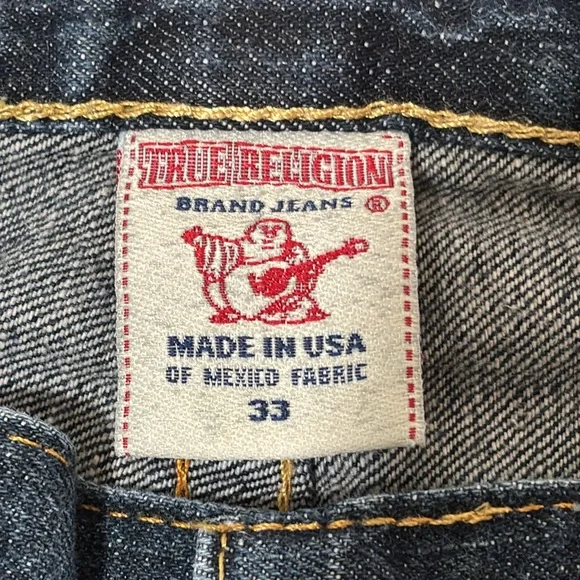 TRUE RELIGION
BRAND JEANS ®
MADE IN USA
OF MEXICO FABRIC
33